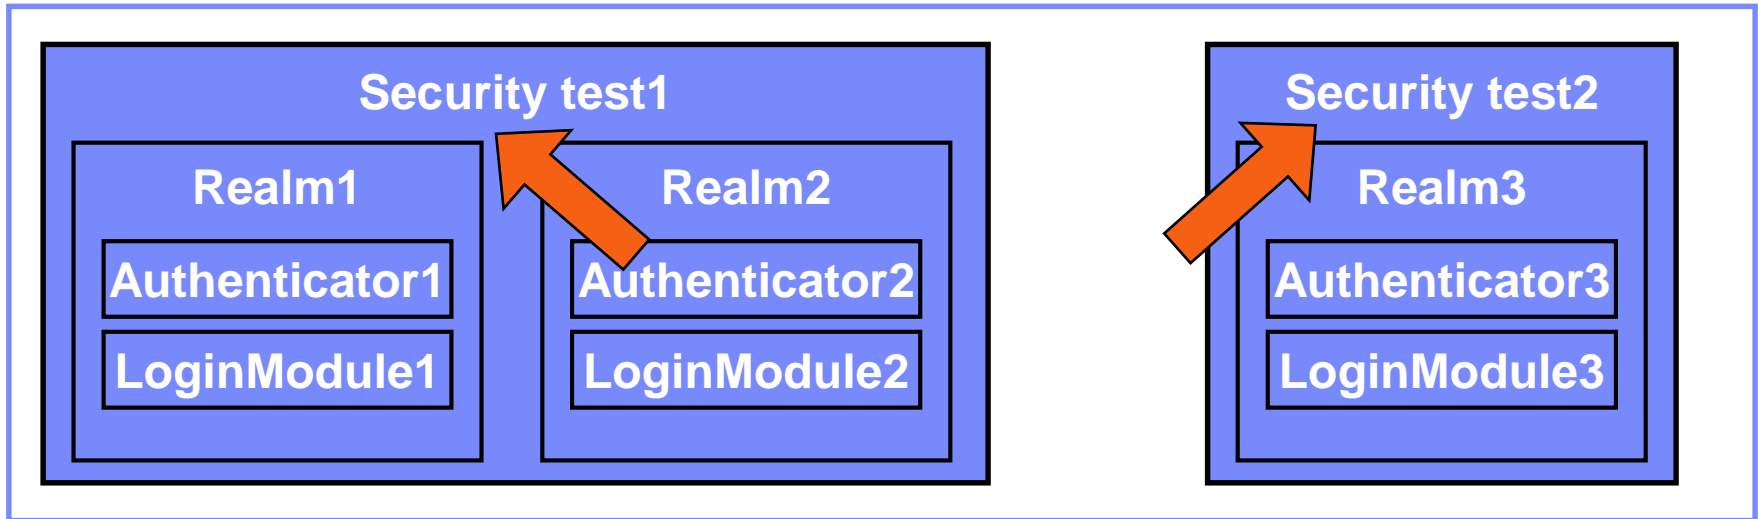 Security test1
Security test2
Realm1
Realm2
Realm3
Authenticator1
Authenticator2
Authenticator3
LoginModule1
LoginModule2
LoginModule3